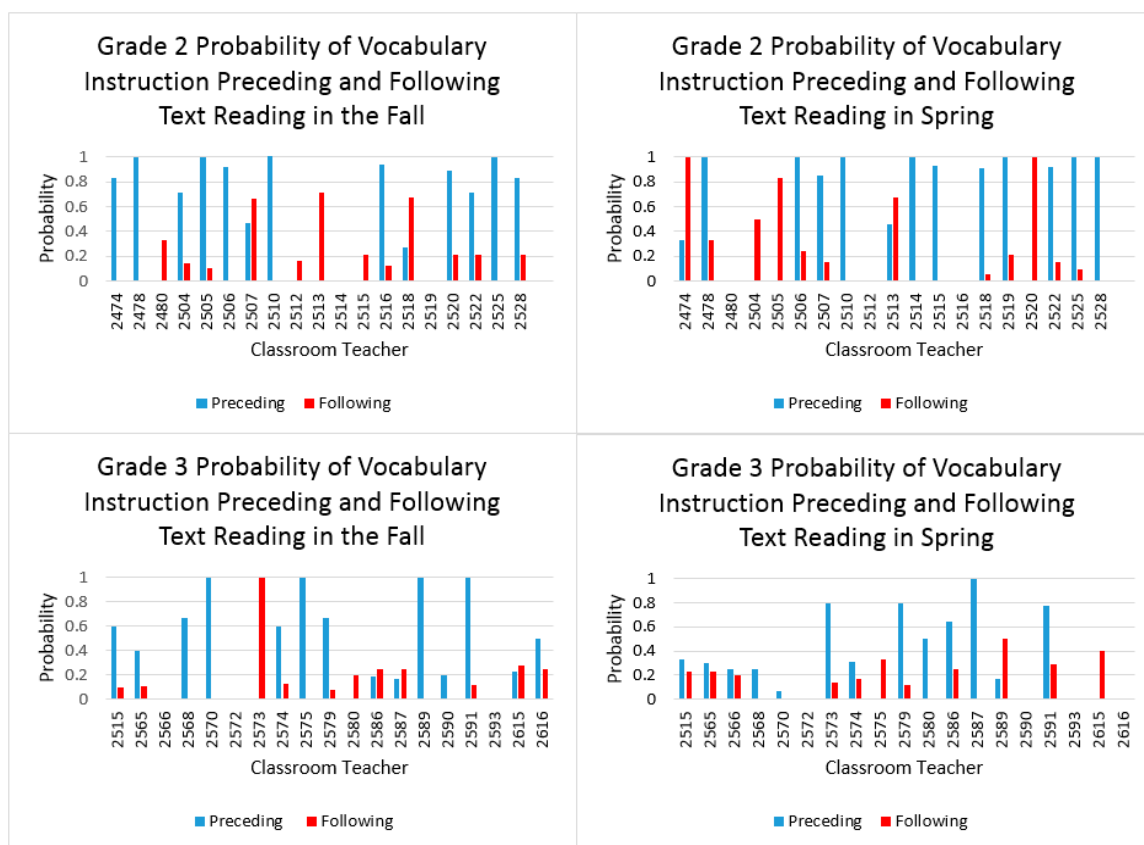 Grade 2 Probability of Vocabulary
Instruction Preceding and Following
Text Reading in the Fall
1
0.8
0.6
0.4
0.2
0
Probability
2474 2478 2480 2504 2505 2506 2507 2510 2512 2513 2514 2515 2516 2518 2519 2520 2522 2525 2528
Classroom Teacher
Preceding Following
Grade 2 Probability of Vocabulary
Instruction Preceding and Following
Text Reading in Spring
1
0.8
0.6
0.4
0.2
0
Probability
2474 2478 2480 2504 2505 2506 2507 2510 2512 2513 2514 2515 2516 2518 2519 2520 2522 2525 2528
Classroom Teacher
Preceding Following
Grade 3 Probability of Vocabulary
Instruction Preceding and Following
Text Reading in the Fall
1
0.8
0.6
0.4
0.2
0
Probability
2515 2565 2566 2568 2570 2572 2573 2574 2575 2579 2580 2586 2587 2589 2590 2591 2593 2615 2616
Classroom Teacher
Preceding Following
Grade 3 Probability of Vocabulary
Instruction Preceding and Following
Text Reading in Spring
1
0.8
0.6
0.4
0.2
0
Probability
2515 2565 2566 2568 2570 2572 2573 2574 2575 2579 2580 2586 2587 2589 2590 2591 2593 2615 2616
Classroom Teacher
Preceding Following